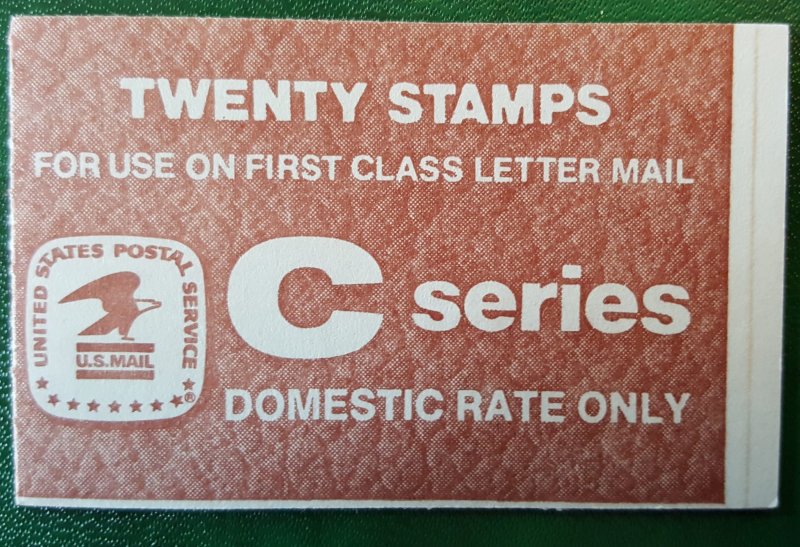 TWENTY STAMPS
FOR USE ON FIRST CLASS LETTER MAIL
UNITED STATES POSTAL SERVICE
U.S.MAIL
®
C series
DOMESTIC RATE ONLY